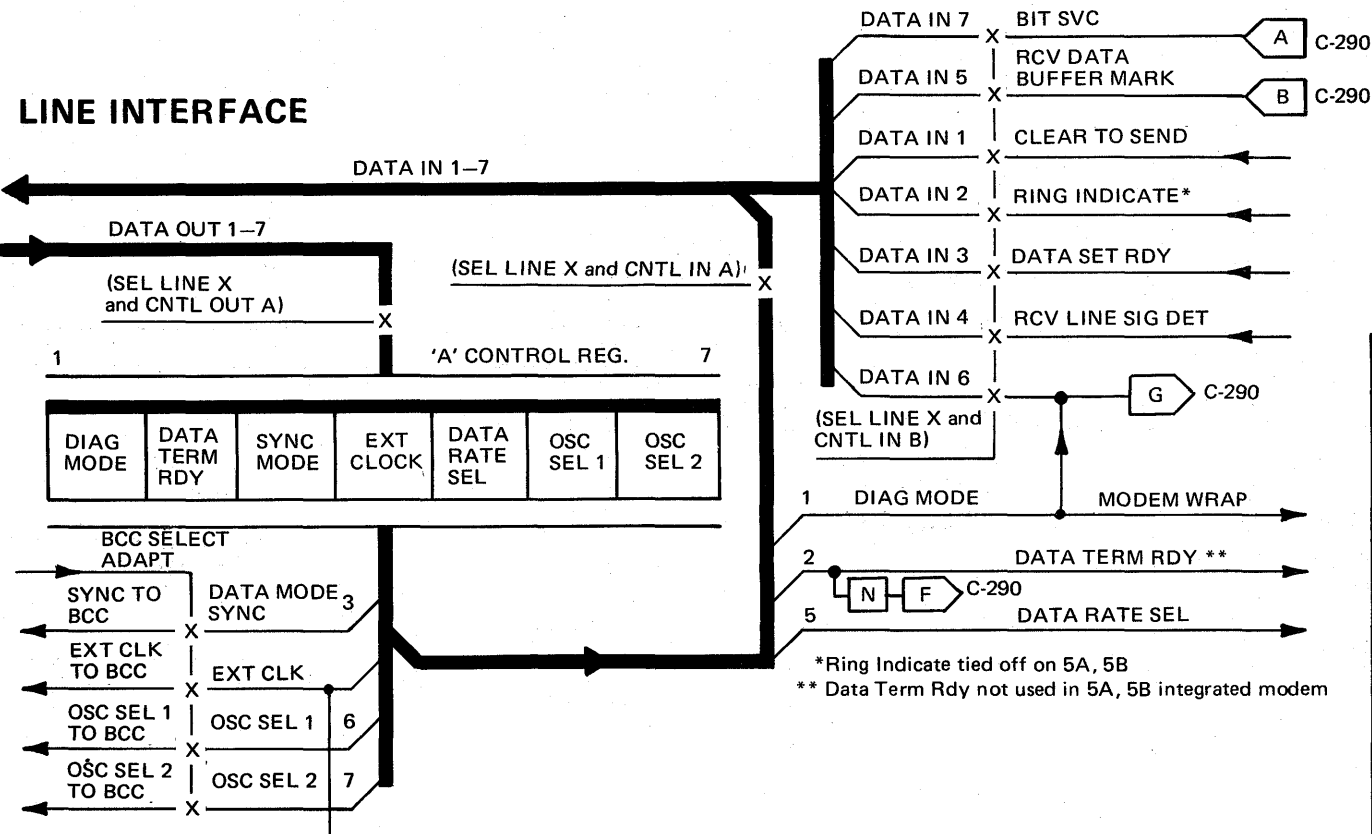 LINE INTERFACE
DATA IN 1–7
DATA OUT 1–7
(SEL LINE X
and CNTL OUT A)
X
(SEL LINE X and CNTL IN A)
X
1 'A' CONTROL REG. 7
DIAG
MODE
DATA
TERM
RDY
SYNC
MODE
EXT
CLOCK
DATA
RATE
SEL
OSC
SEL 1
OSC
SEL 2
BCC SELECT
ADAPT
SYNC TO
BCC
X
DATA MODE
SYNC
3
EXT CLK
TO BCC
X
EXT CLK
OSC SEL 1
TO BCC
X
OSC SEL 1 6
OSC SEL 2
TO BCC
X
OSC SEL 2 7
DATA IN 7 X BIT SVC A C-290
DATA IN 5 X RCV DATA
BUFFER MARK B C-290
DATA IN 1 X CLEAR TO SEND
DATA IN 2 X RING INDICATE*
DATA IN 3 X DATA SET RDY
DATA IN 4 X RCV LINE SIG DET
DATA IN 6 X G C-290
(SEL LINE X and
CNTL IN B)
1 DIAG MODE MODEM WRAP
2 DATA TERM RDY **
N F C-290
5 DATA RATE SEL
*Ring Indicate tied off on 5A, 5B
** Data Term Rdy not used in 5A, 5B integrated modem